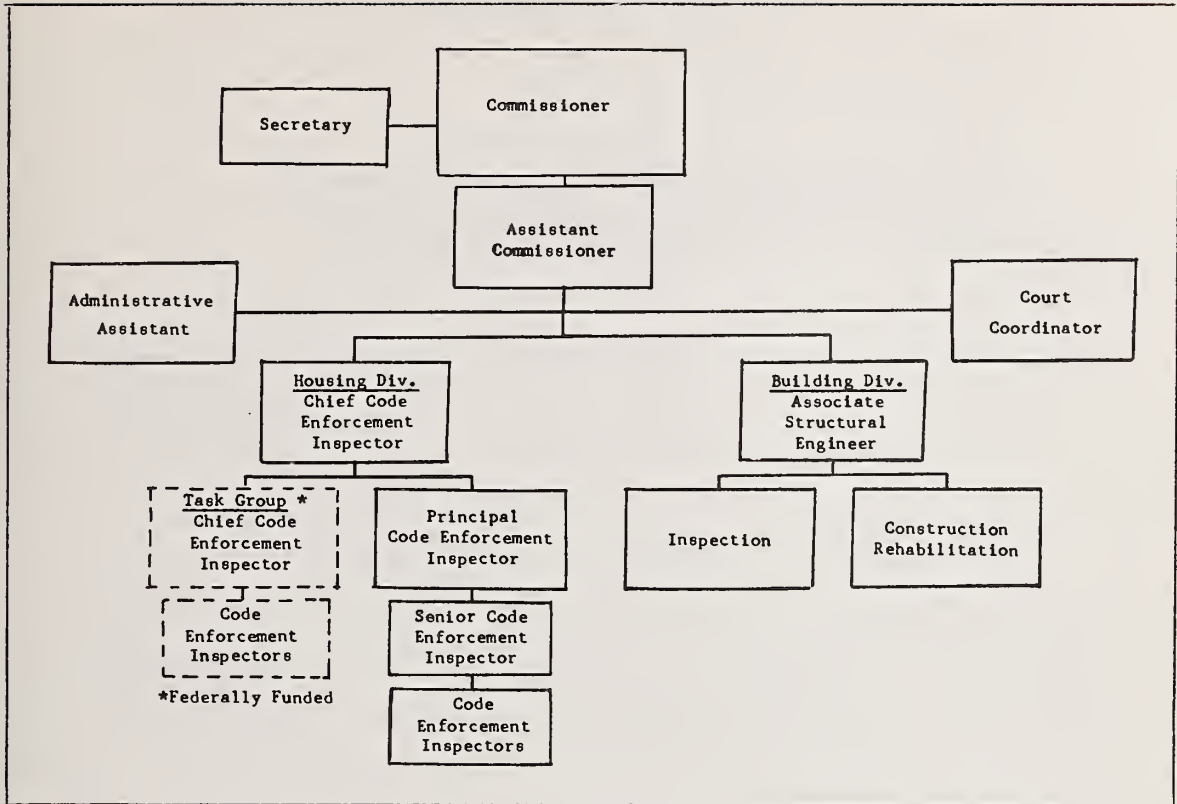 Commissioner
Secretary
Assistant
Commissioner
Administrative
Assistant
Court
Coordinator
Housing Div.
Chief Code
Enforcement
Inspector
Building Div.
Associate
Structural
Engineer
Task Group *
Chief Code
Enforcement
Inspector
Principal
Code Enforcement
Inspector
Inspection
Construction
Rehabilitation
Code
Enforcement
Inspectors
*Federally Funded
Senior Code
Enforcement
Inspector
Code
Enforcement
Inspectors